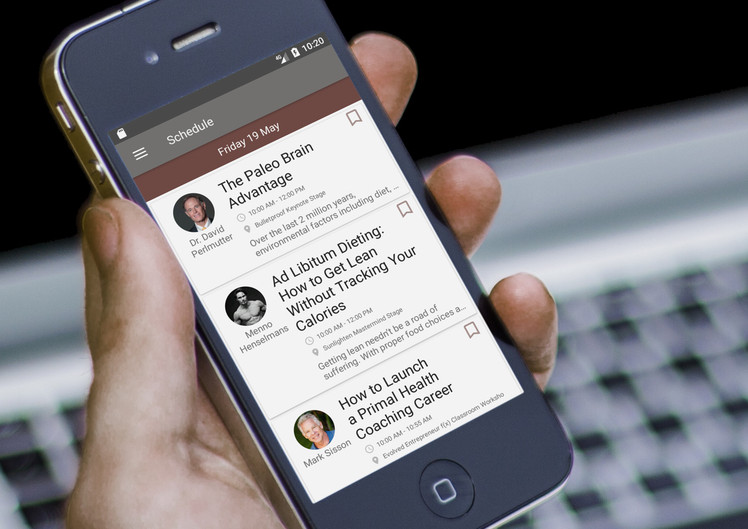 4G 10:20
Schedule
Friday 19 May
The Paleo Brain
Advantage
10:00 AM - 12:00 PM
Bulletproof Keynote Stage
Dr. David
Perlmutter
Over the last 2 million years,
environmental factors including diet, ...
Ad Libitum Dieting:
How to Get Lean
Without Tracking Your
Calories
Menno
Henselmans
10:00 AM - 12:00 PM
Sunlighten Mastermind Stage
Getting lean needn't be a road of
suffering. With proper food choices a...
How to Launch
a Primal Health
Coaching Career
Mark Sisson
10:00 AM - 10:55 AM
Evolved Entrepreneur f(x) Classroom Worksho